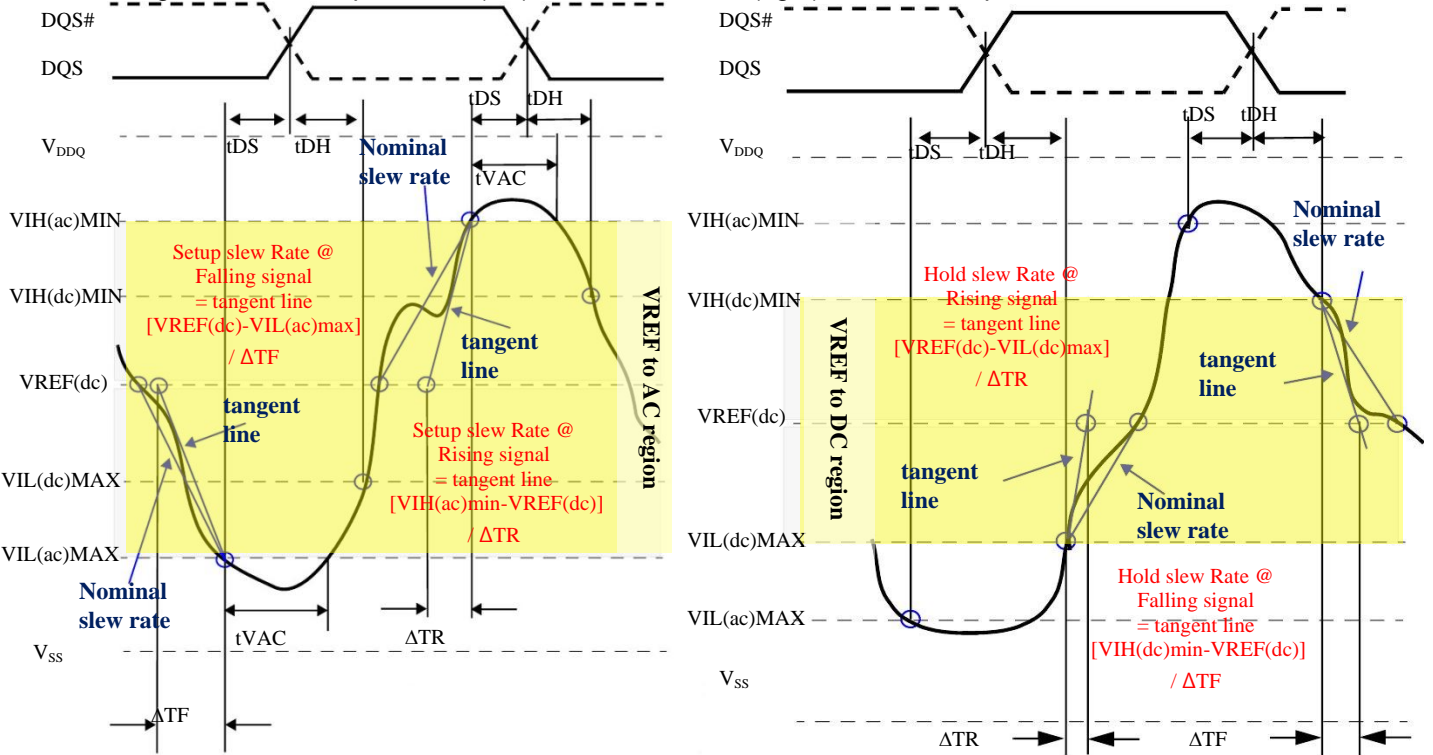 DQS#
DQS
tDS
tDH
tDS
tDH
VDDQ
Nominal
slew rate
tVAC
VIH(ac)MIN
Setup slew Rate @
Falling signal
= tangent line
[VREF(dc)-VIL(ac)max]
/ ΔTF
VIH(dc)MIN
tangent
line
VREF(dc)
tangent
line
Setup slew Rate @
Rising signal
= tangent line
[VIH(ac)min-VREF(dc)]
/ ΔTR
VREF to AC region
VIL(dc)MAX
VIL(ac)MAX
Nominal
slew rate
tVAC
ΔTR
VSS
ΔTF
DQS#
DQS
tDS
tDH
tDS
tDH
VDDQ
VIH(ac)MIN
Nominal
slew rate
Hold slew Rate @
Rising signal
= tangent line
[VREF(dc)-VIL(dc)max]
/ ΔTR
VIH(dc)MIN
VREF to DC region
tangent
line
VREF(dc)
tangent
line
Nominal
slew rate
VIL(dc)MAX
Hold slew Rate @
Falling signal
= tangent line
[VIH(dc)min-VREF(dc)]
/ ΔTF
VIL(ac)MAX
VSS
ΔTR
ΔTF